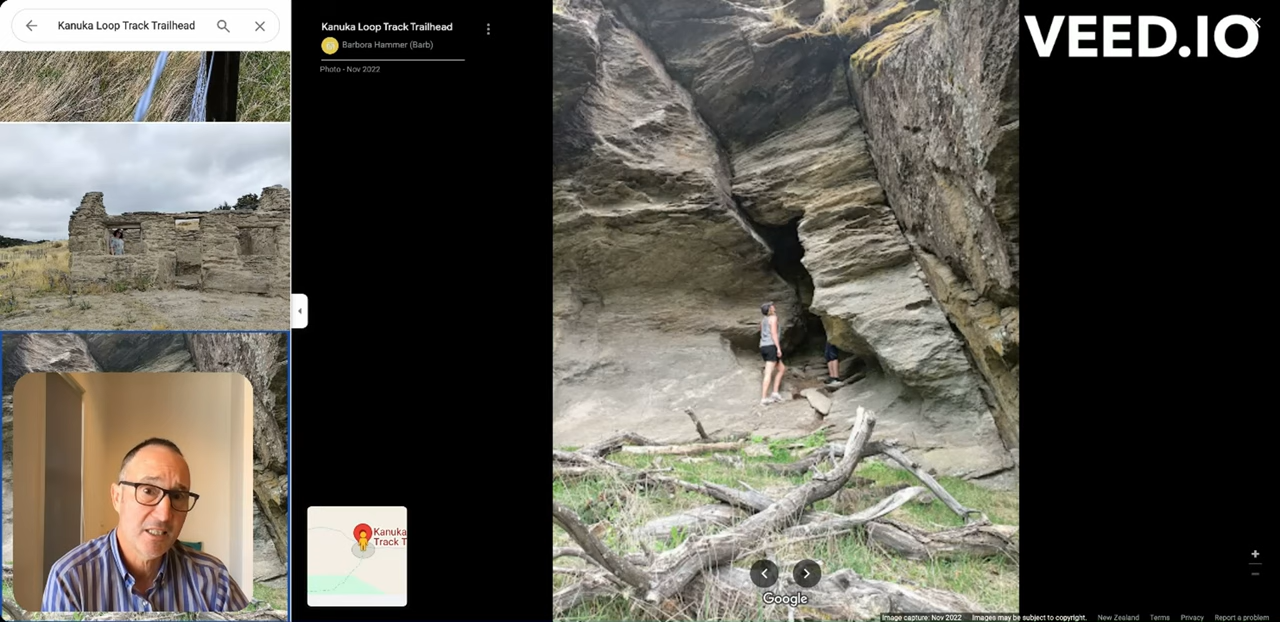 Kanuka Loop Track Trailhead
Kanuka Loop Track Trailhead
Barbora Hammer (Barb)
Photo - Nov 2022
VEED.IO
Kanuka
Track T
Google
Image capture: Nov 2022 Images may be subject to copyright. New Zealand Terms Privacy Report a problem